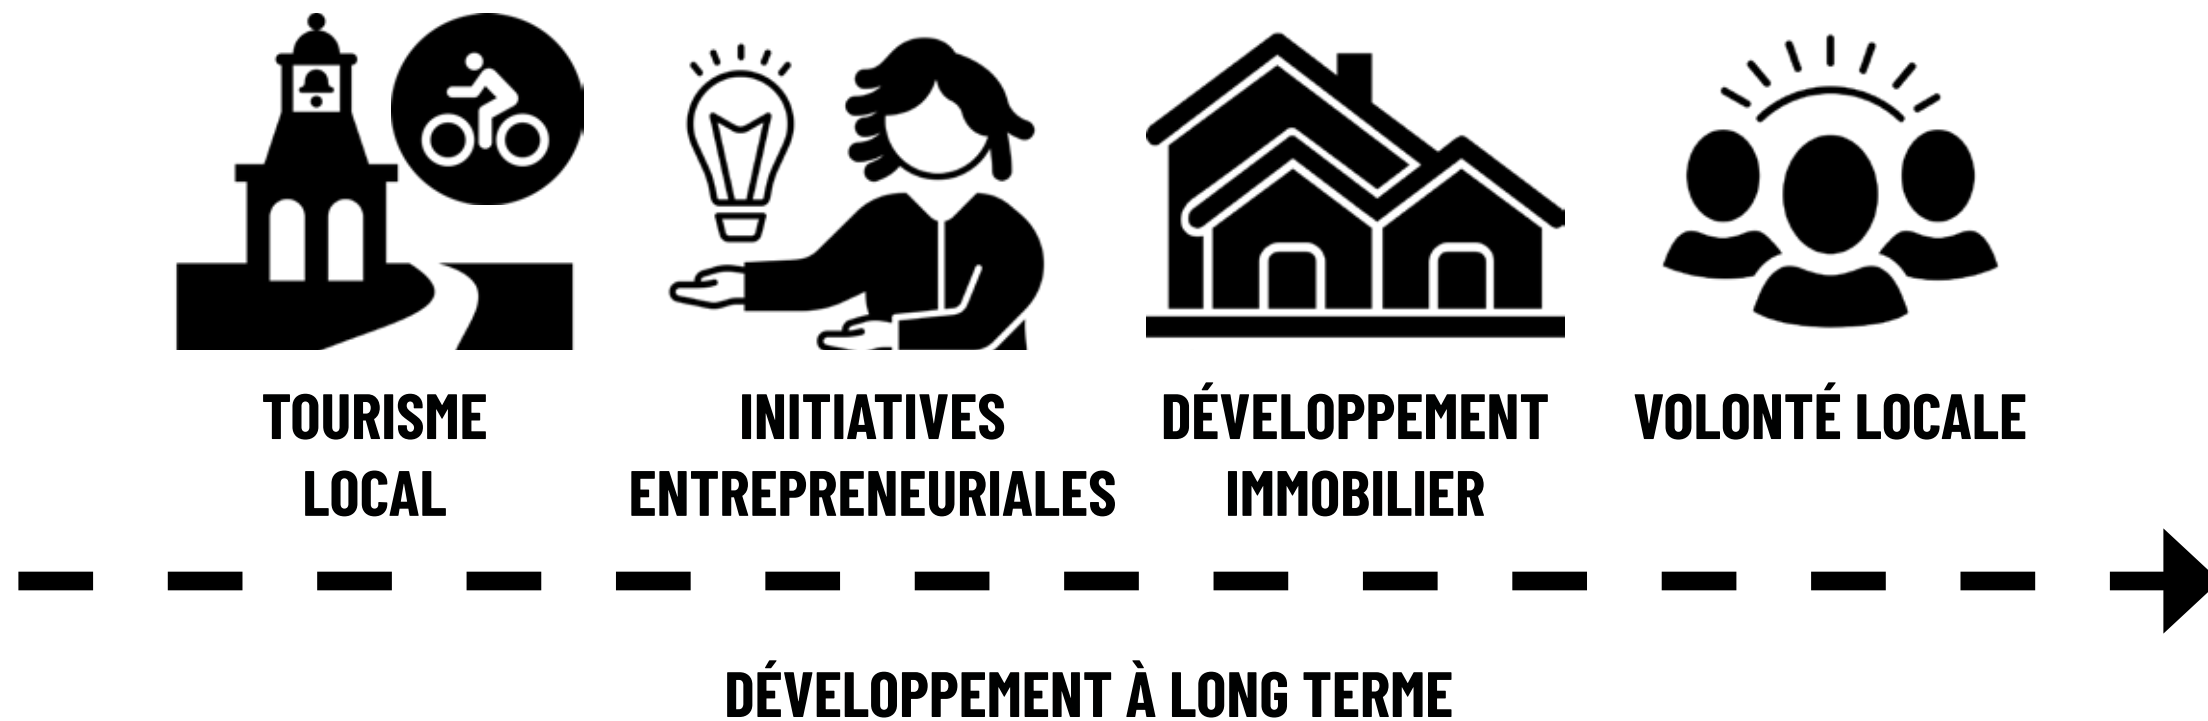 TOURISME
LOCAL
INITIATIVES
ENTREPRENEURIALES
DÉVELOPPEMENT
IMMOBILIER
VOLONTÉ LOCALE
DÉVELOPPEMENT À LONG TERME